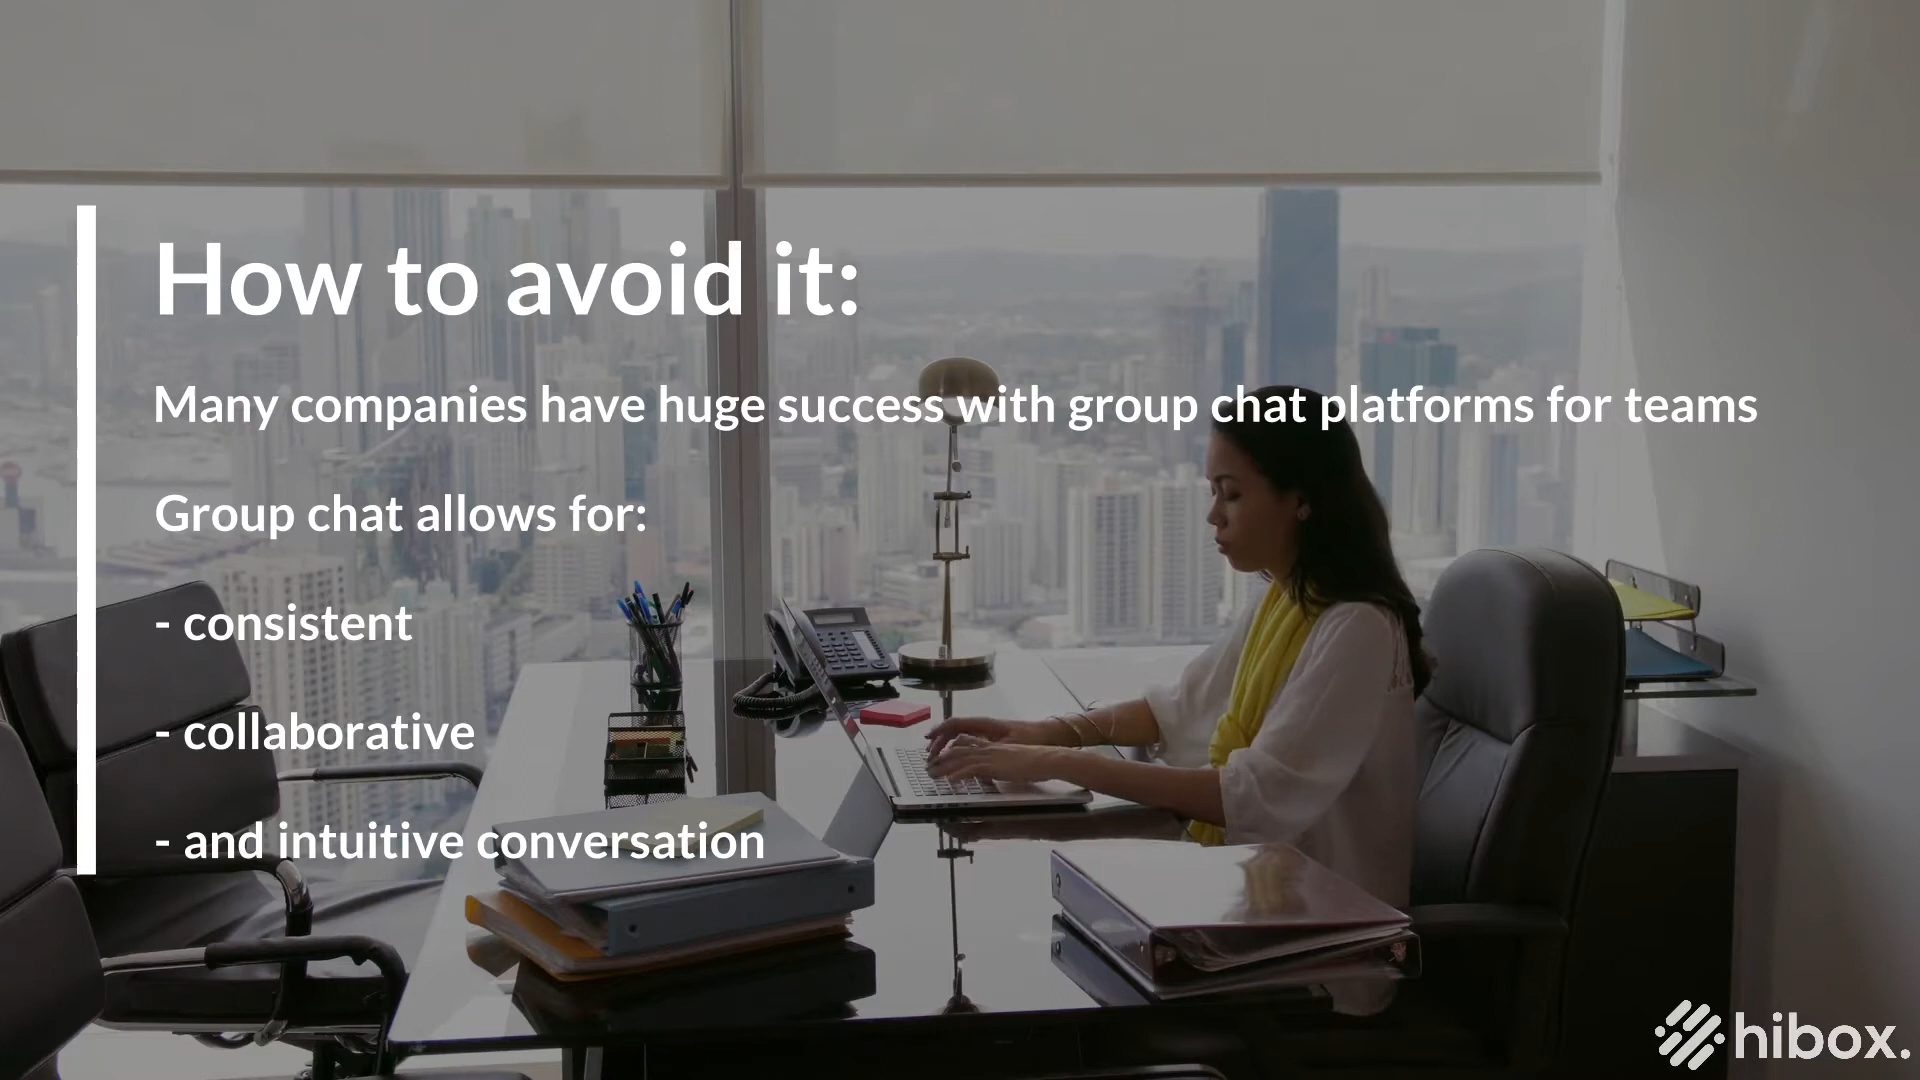 How to avoid it:
Many companies have huge success with group chat platforms for teams
Group chat allows for:
- consistent
- collaborative
- and intuitive conversation
hibox.